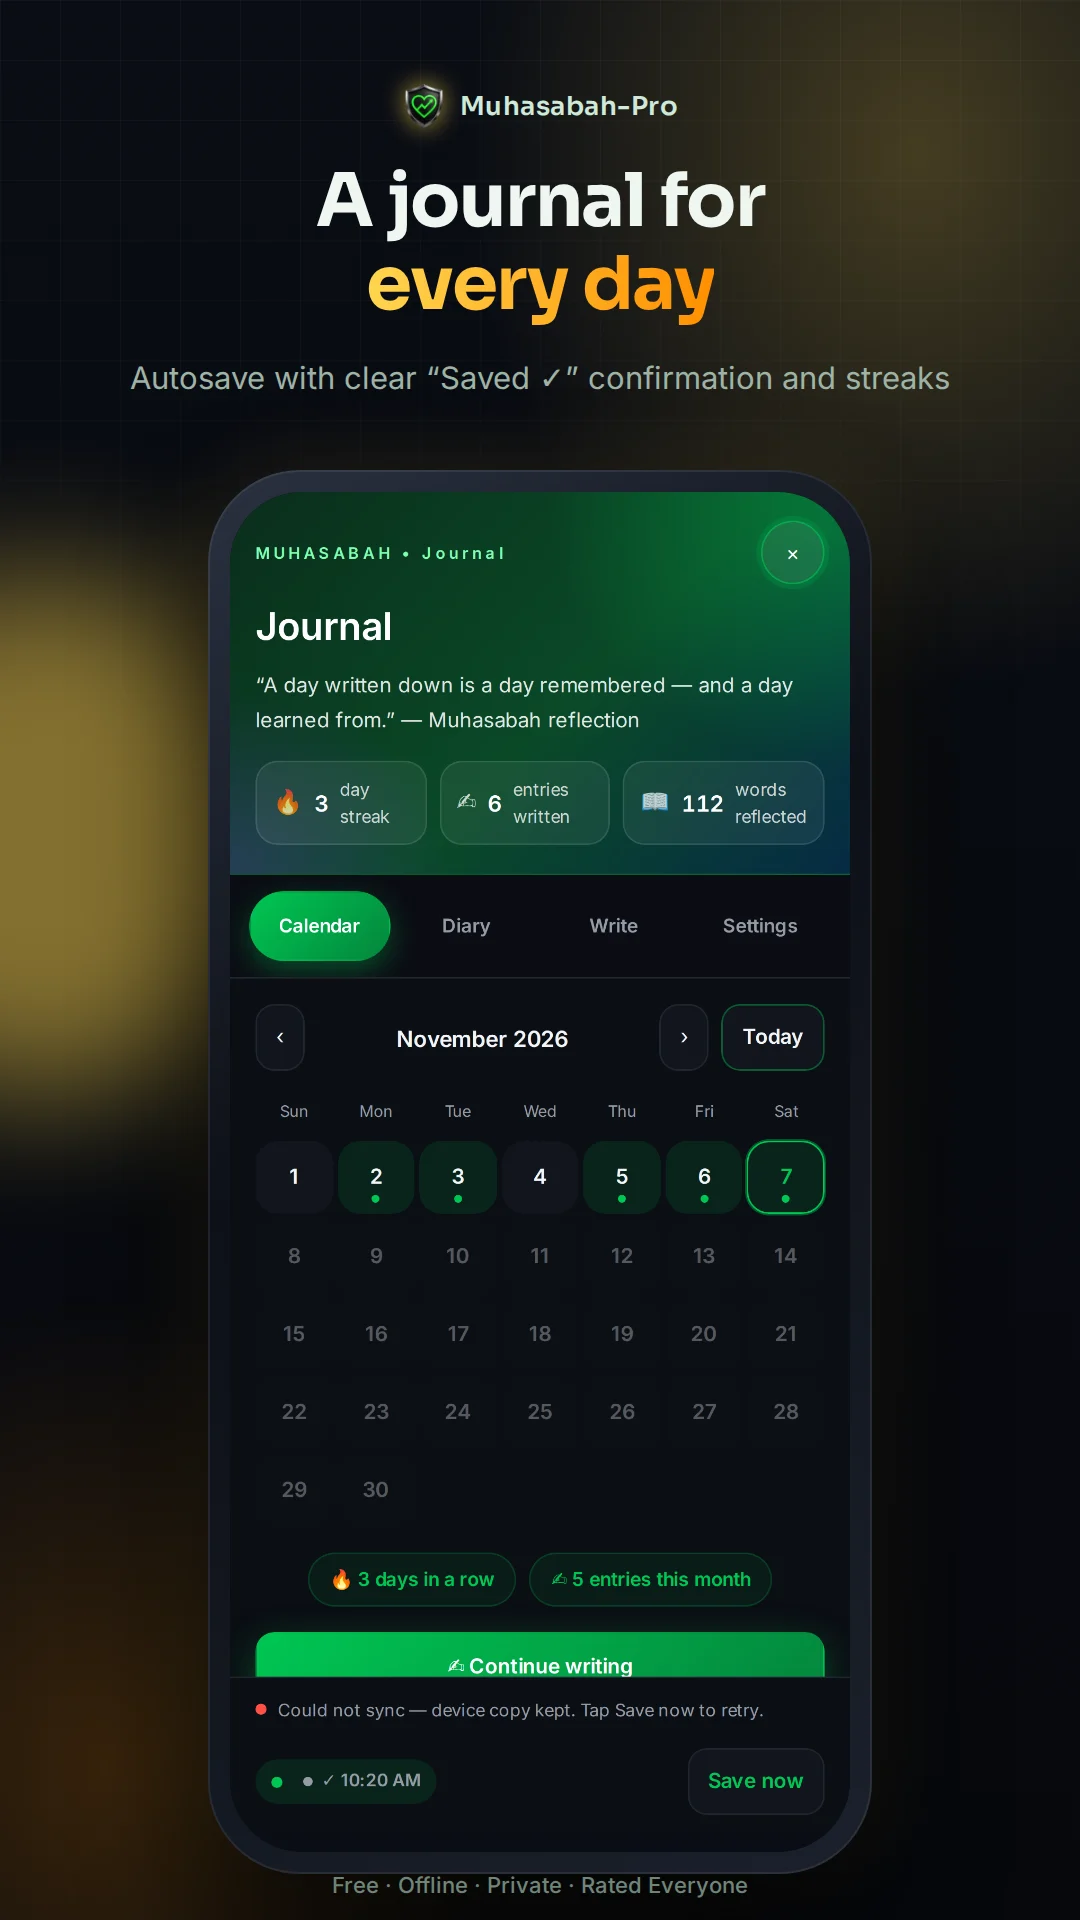 Muhasabah-Pro
A journal for
every day
Autosave with clear “Saved ✓” confirmation and streaks
MUHASABAH • Journal
×
Journal
“A day written down is a day remembered — and a day
learned from.” — Muhasabah reflection
🔥 3 day streak
✍ 6 entries written
📖 112 words reflected
Calendar Diary Write Settings
‹ November 2026 › Today
Sun Mon Tue Wed Thu Fri Sat
1 2 3 4 5 6 7
8 9 10 11 12 13 14
15 16 17 18 19 20 21
22 23 24 25 26 27 28
29 30
🔥 3 days in a row ✍ 5 entries this month
✍ Continue writing
Could not sync — device copy kept. Tap Save now to retry.
✓ 10:20 AM Save now
Free · Offline · Private · Rated Everyone